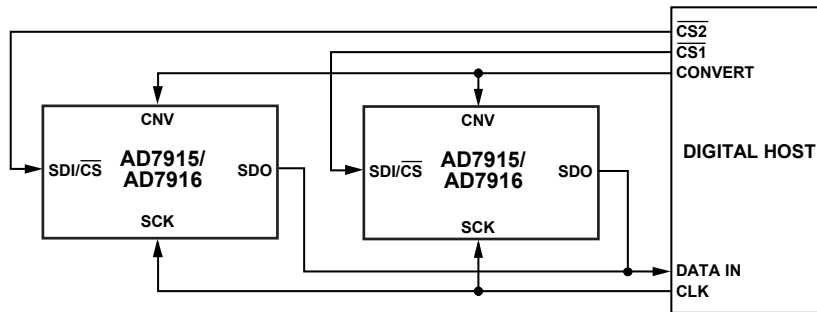 CS2
CS1
CONVERT
CNV
CNV
AD7915/
AD7916
AD7915/
AD7916
SDI/CS
SDO
SDI/CS
SDO
DIGITAL HOST
SCK
SCK
DATA IN
CLK